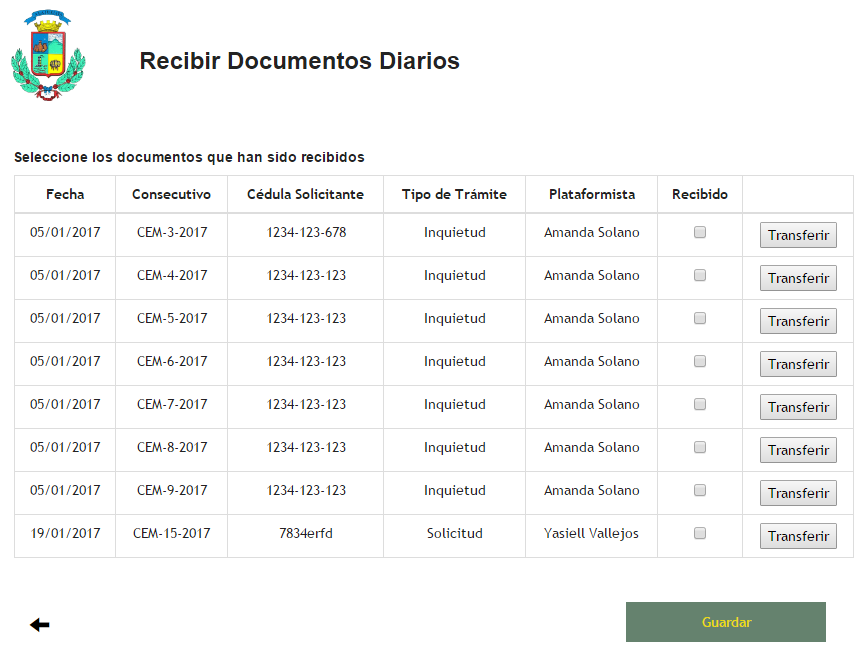 Recibir Documentos Diarios
Seleccione los documentos que han sido recibidos
Fecha Consecutivo Cédula Solicitante Tipo de Trámite Plataformista Recibido
05/01/2017 CEM-3-2017 1234-123-678 Inquietud Amanda Solano Transferir
05/01/2017 CEM-4-2017 1234-123-123 Inquietud Amanda Solano Transferir
05/01/2017 CEM-5-2017 1234-123-123 Inquietud Amanda Solano Transferir
05/01/2017 CEM-6-2017 1234-123-123 Inquietud Amanda Solano Transferir
05/01/2017 CEM-7-2017 1234-123-123 Inquietud Amanda Solano Transferir
05/01/2017 CEM-8-2017 1234-123-123 Inquietud Amanda Solano Transferir
05/01/2017 CEM-9-2017 1234-123-123 Inquietud Amanda Solano Transferir
19/01/2017 CEM-15-2017 7834erfd Solicitud Yasiell Vallejos Transferir
Guardar